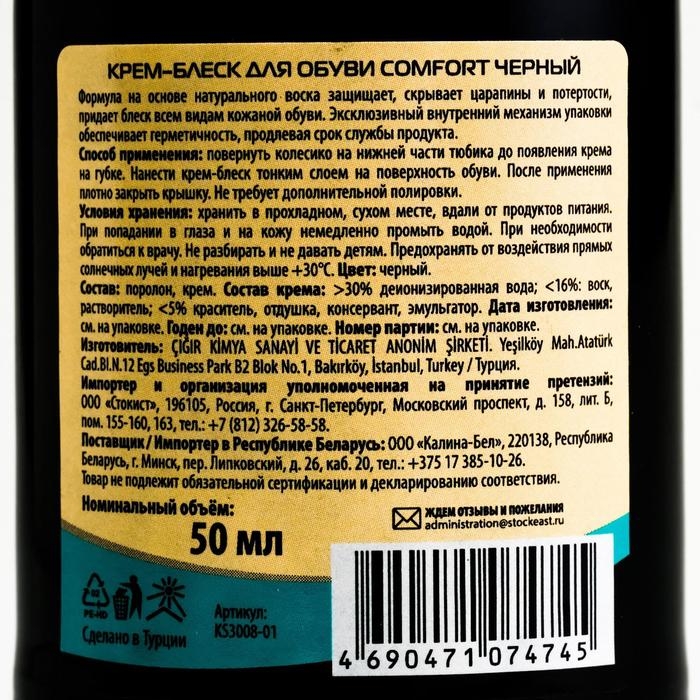 КРЕМ-БЛЕСК ДЛЯ ОБУВИ COMFORT ЧЕРНЫЙ
Формула на основе натурального воска защищает, скрывает царапины и потертости,
придает блеск всем видам кожаной обуви. Эксклюзивный внутренний механизм упаковки
обеспечивает герметичность, продлевая срок службы продукта.
Способ применения: повернуть колесико на нижней части тюбика до появления крема
на губке. Нанести крем-блеск тонким слоем на поверхность обуви. После применения
плотно закрыть крышку. Не требует дополнительной полировки.
Условия хранения: хранить в прохладном, сухом месте, вдали от продуктов питания.
При попадании в глаза и на кожу немедленно промыть водой. При необходимости
обратиться к врачу. Не разбирать и не давать детям. Предохранять от воздействия прямых
солнечных лучей и нагревания выше +30°С. Цвет: черный.
Состав: поролон, крем. Состав крема: >30% деионизированная вода; <16%: воск,
растворитель; <5% краситель, отдушка, консервант, эмульгатор. Дата изготовления:
см. на упаковке. Годен до: см. на упаковке. Номер партии: см. на упаковке.
Изготовитель: ÇIĞIR KİMYA SANAYİ VE TİCARET ANONİM ŞİRKETİ. Yeşilköy Mah.Atatürk
Cad.Bl.N.12 Egs Business Park B2 Blok No.1, Bakırköy, İstanbul, Turkey / Турция.
Импортер и организация уполномоченная на принятие претензий:
ООО «Стокист», 196105, Россия, г. Санкт-Петербург, Московский проспект, д. 158, лит. Б,
пом. 155-160, 163, тел.: +7 (812) 326-58-58.
Поставщик / Импортер в Республике Беларусь: ООО «Калина-Бел», 220138, Республика
Беларусь, г. Минск, пер. Липковский, д. 26, каб. 20, тел.: +375 17 385-10-26.
Товар не подлежит обязательной сертификации и декларированию соответствия.
Номинальный объём:
50 мл
ЖДЕМ ОТЗЫВЫ И ПОЖЕЛАНИЯ
administration@stockeast.ru
02
PE-HD
Сделано в Турции
Артикул:
KS3008-01
4 690471 074745